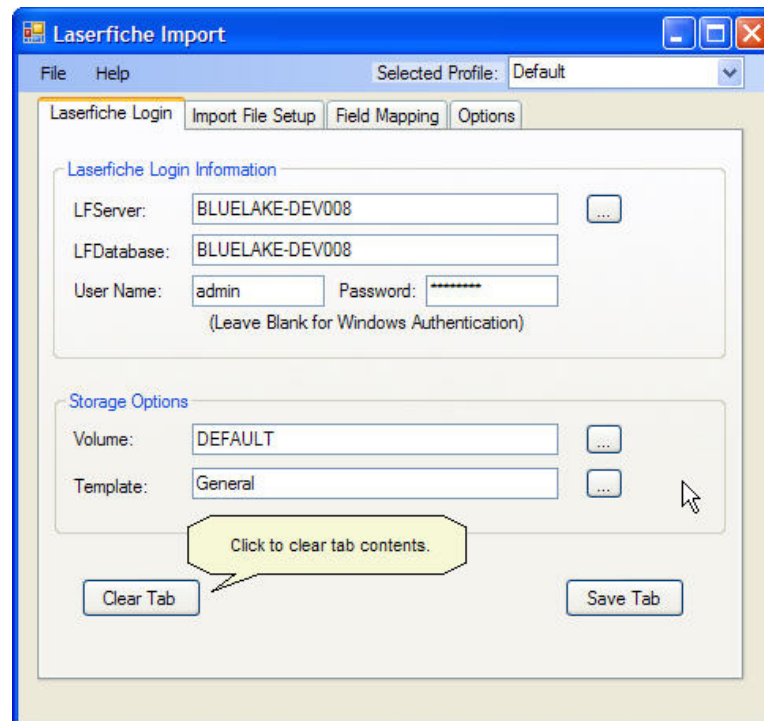 Laserfiche Import
File Help Selected Profile: Default
Laserfiche Login Import File Setup Field Mapping Options
Laserfiche Login Information
LFServer: BLUELAKE-DEV008 ...
LFDatabase: BLUELAKE-DEV008
User Name: admin Password: ********
(Leave Blank for Windows Authentication)
Storage Options
Volume: DEFAULT ...
Template: General ...
Click to clear tab contents.
Clear Tab Save Tab